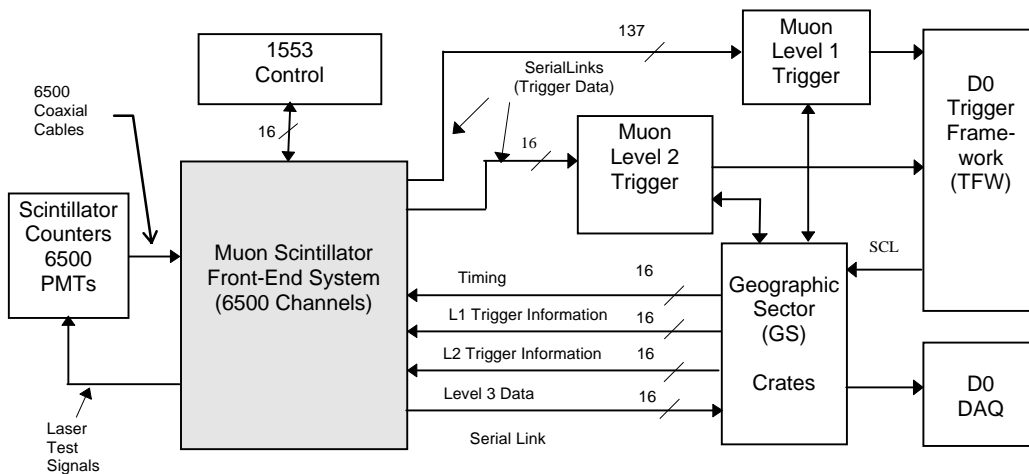 137
Muon
Level 1
Trigger
1553
Control
SerialLinks
(Trigger Data)
6500
Coaxial
Cables
16
16
Muon
Level 2
Trigger
D0
Trigger
Frame-
work
(TFW)
Scintillator
Counters
6500
PMTs
Muon Scintillator
Front-End System
(6500 Channels)
SCL
Timing
16
L1 Trigger Information
16
L2 Trigger Information
16
Level 3 Data
16
Serial Link
Geographic
Sector
(GS)
Crates
D0
DAQ
Laser
Test
Signals